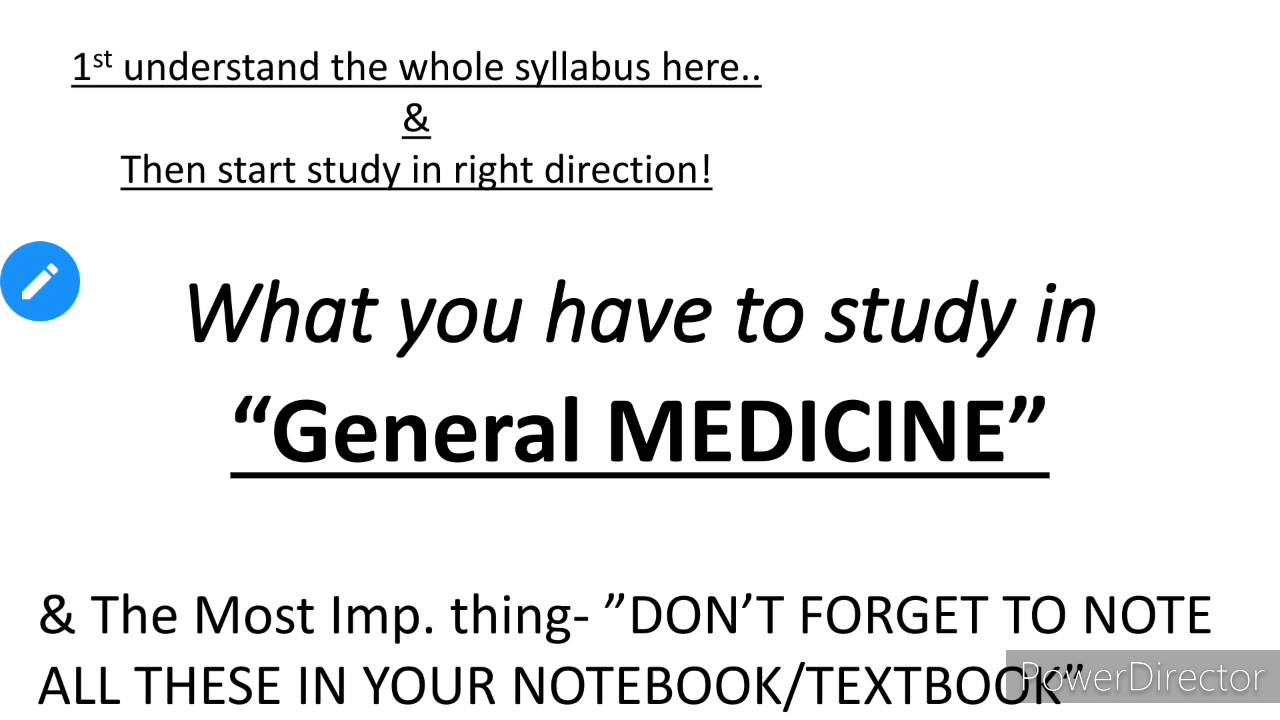 1st understand the whole syllabus here..
&
Then start study in right direction!
What you have to study in
“General MEDICINE”
& The Most Imp. thing- ”DON’T FORGET TO NOTE
ALL THESE IN YOUR NOTEBOOK/TEXTBOOK”
PowerDirector